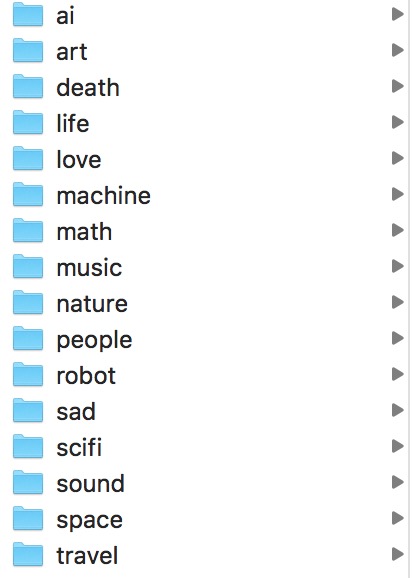 ai
art
death
life
love
machine
math
music
nature
people
robot
sad
scifi
sound
space
travel